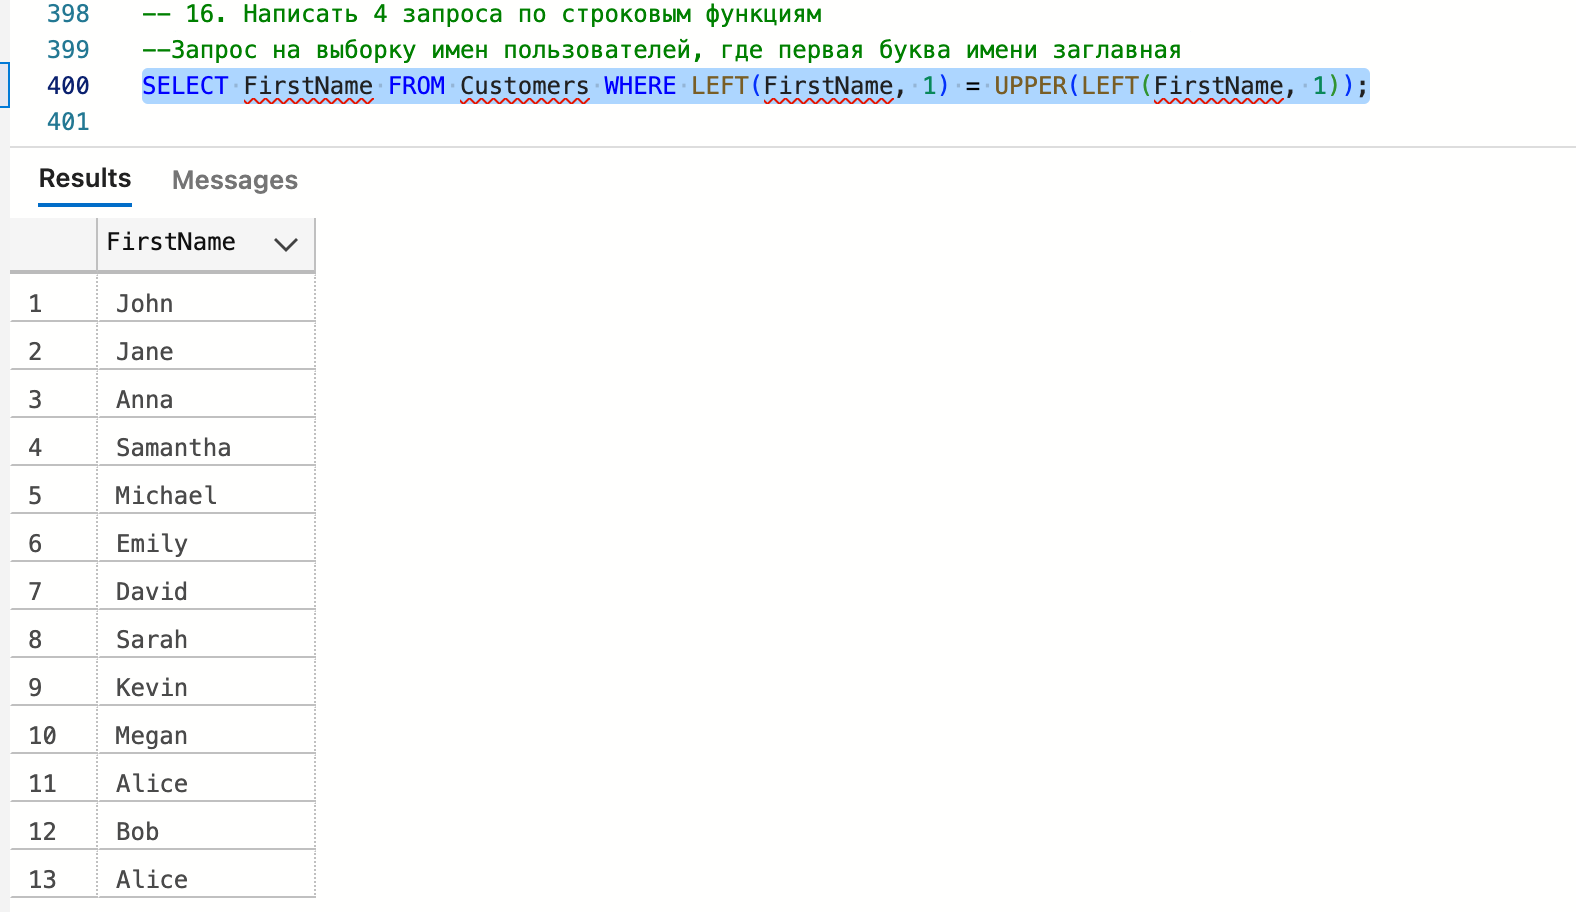 398 -- 16. Написать 4 запроса по строковым функциям
399 --Запрос на выборку имен пользователей, где первая буква имени заглавная
400 SELECT FirstName FROM Customers WHERE LEFT(FirstName, 1) = UPPER(LEFT(FirstName, 1));
401
Results Messages
FirstName
1 John
2 Jane
3 Anna
4 Samantha
5 Michael
6 Emily
7 David
8 Sarah
9 Kevin
10 Megan
11 Alice
12 Bob
13 Alice